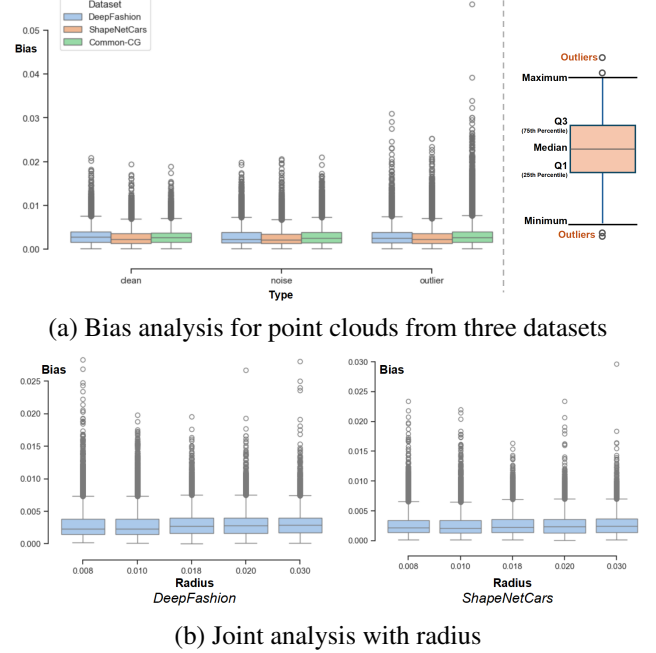 Dataset
DeepFashion
ShapeNetCars
Common-CG
Bias
0.05
0.04
0.03
0.02
0.01
0.00
clean
noise
outlier
Type
Outliers
Maximum
Q3
(75th Percentile)
Median
Q1
(25th Percentile)
Minimum
Outliers
(a) Bias analysis for point clouds from three datasets
Bias
0.025
0.020
0.015
0.010
0.005
0.000
0.008 0.010 0.018 0.020 0.030
Radius
DeepFashion
Bias
0.030
0.025
0.020
0.015
0.010
0.005
0.000
0.008 0.010 0.018 0.020 0.030
Radius
ShapeNetCars
(b) Joint analysis with radius